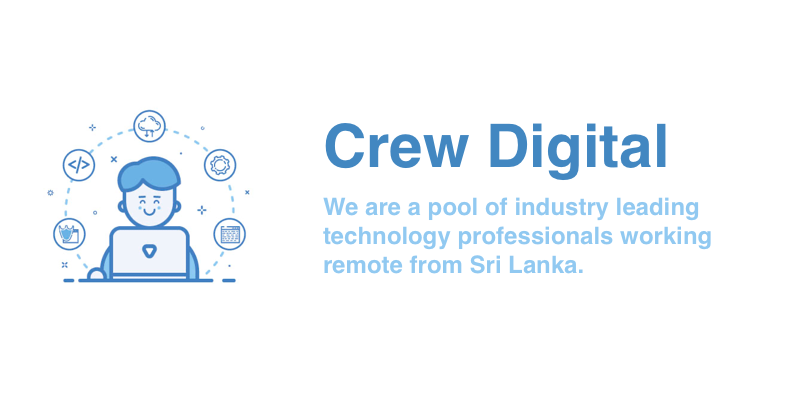 Crew Digital
We are a pool of industry leading
technology professionals working
remote from Sri Lanka.